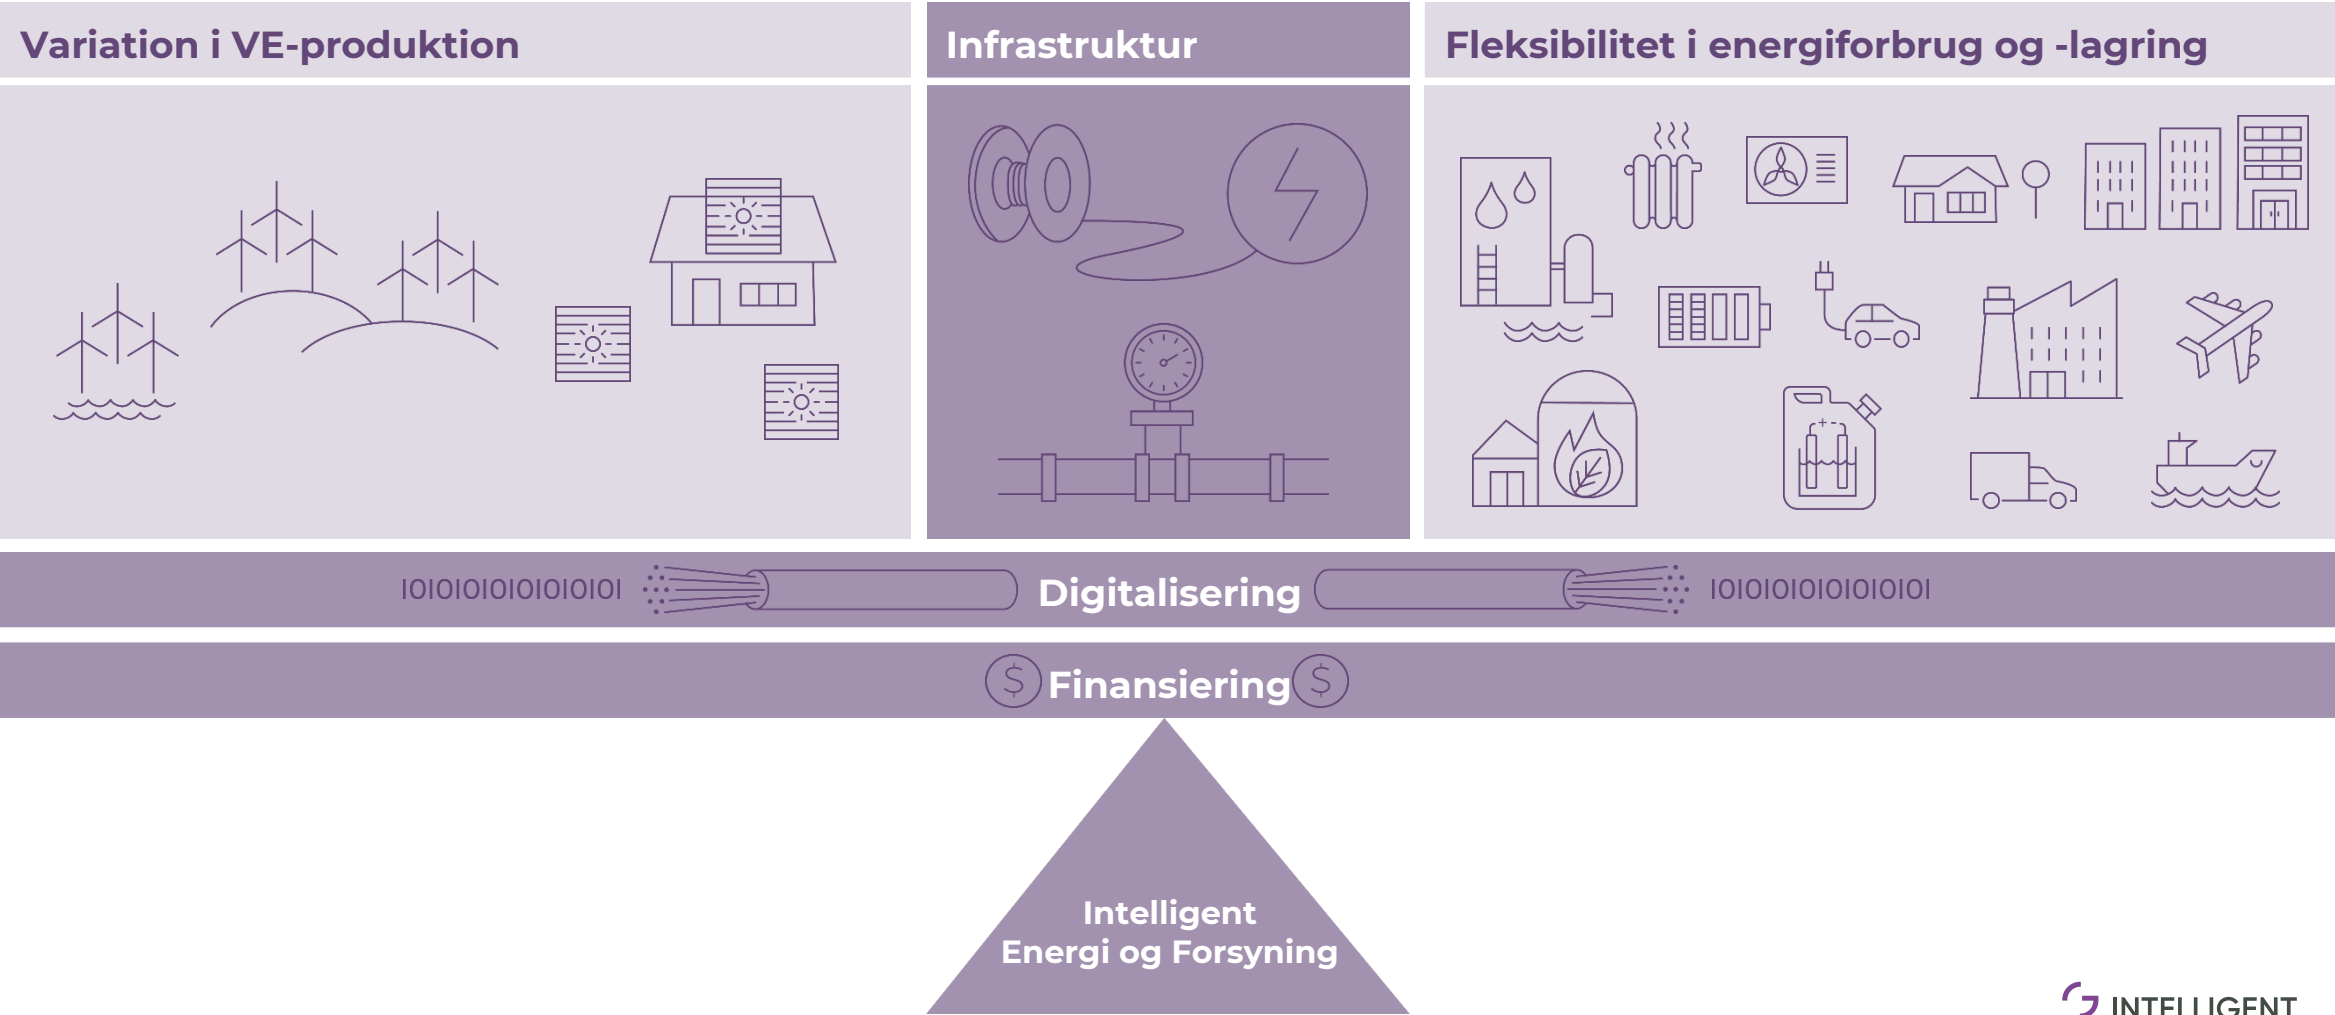 Variation i VE-produktion
Infrastruktur
Fleksibilitet i energiforbrug og -lagring
IOIOIOIOIOIOIOIOI
Digitalisering
IOIOIOIOIOIOIOIOI
$ Finansiering $
Intelligent
Energi og Forsyning
INTELLIGENT